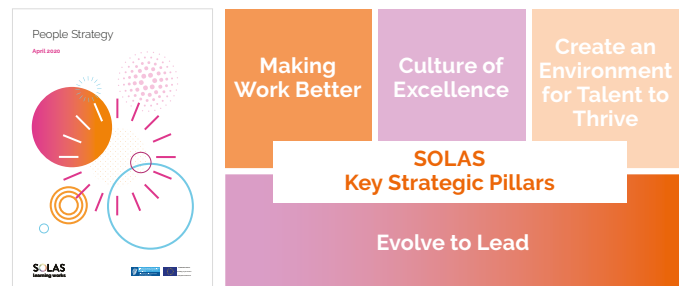 People Strategy
April 2020
SOLAS
learning works
Making
Work Better
Culture of
Excellence
Create an
Environment
for Talent to
Thrive
SOLAS
Key Strategic Pillars
Evolve to Lead